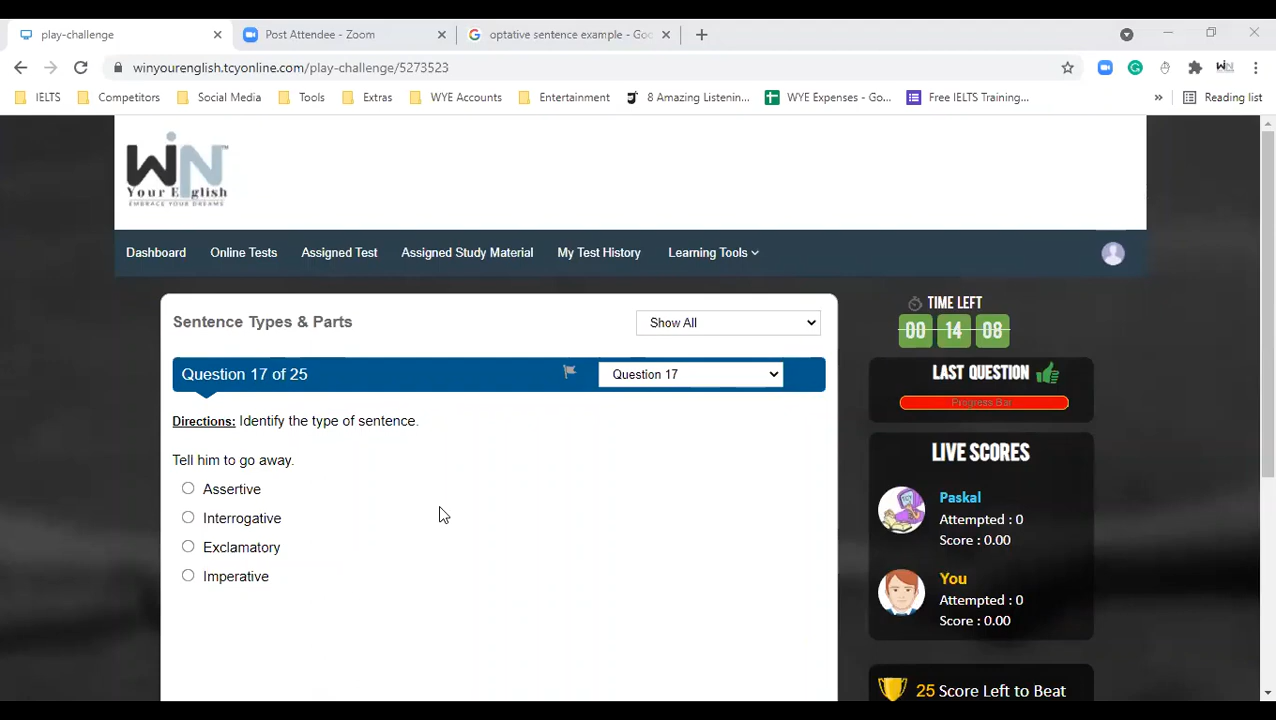 play-challenge
Post Attendee - Zoom
optative sentence example - Goo
winyourenglish.tcyonline.com/play-challenge/5273523
IELTS
Competitors
Social Media
Tools
Extras
WYE Accounts
Entertainment
8 Amazing Listenin...
WYE Expenses - Go...
Free IELTS Training...
Reading list
WiN
Your English
EMBRACE YOUR DREAMS
Dashboard
Online Tests
Assigned Test
Assigned Study Material
My Test History
Learning Tools
Sentence Types & Parts
Show All
Question 17 of 25
Question 17
Directions: Identify the type of sentence.
Tell him to go away.
Assertive
Interrogative
Exclamatory
Imperative
TIME LEFT
00 14 08
LAST QUESTION
Progress Bar
LIVE SCORES
Paskal
Attempted : 0
Score : 0.00
You
Attempted : 0
Score : 0.00
25 Score Left to Beat